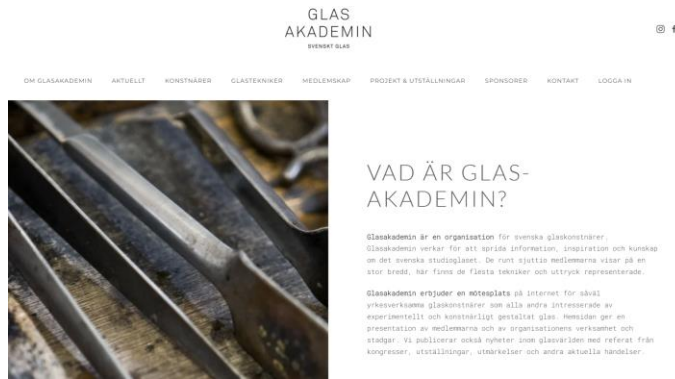 GLAS
AKADEMIN
SVENSKT GLAS
OM GLASAKADEMIN AKTUELLT KONSTNÄRER GLASTEKNIKER MEDLEMSKAP PROJEKT & UTSTÄLLNINGAR SPONSORER KONTAKT LOGGA IN
VAD ÄR GLAS-
AKADEMIN?
Glasakademin är en organisation för svenska glaskonstnärer.
Glasakademin verkar för att sprida information, inspiration och kunskap
om det svenska studioglaset. De runt sjuttio medlemmarna visar på en
stor bredd, här finns de flesta tekniker och uttryck representerade.
Glasakademin erbjuder en mötesplats på internet för såväl
yrkesverksamma glaskonstnärer som alla andra intresserade av
experimentellt och konstnärligt gestaltat glas. Hemsidan ger en
presentation av medlemmarna och av organisationens verksamhet och
stadgar. Vi publicerar också nyheter inom glasvärlden med referat från
kongresser, utställningar, utmärkelser och andra aktuella händelser.